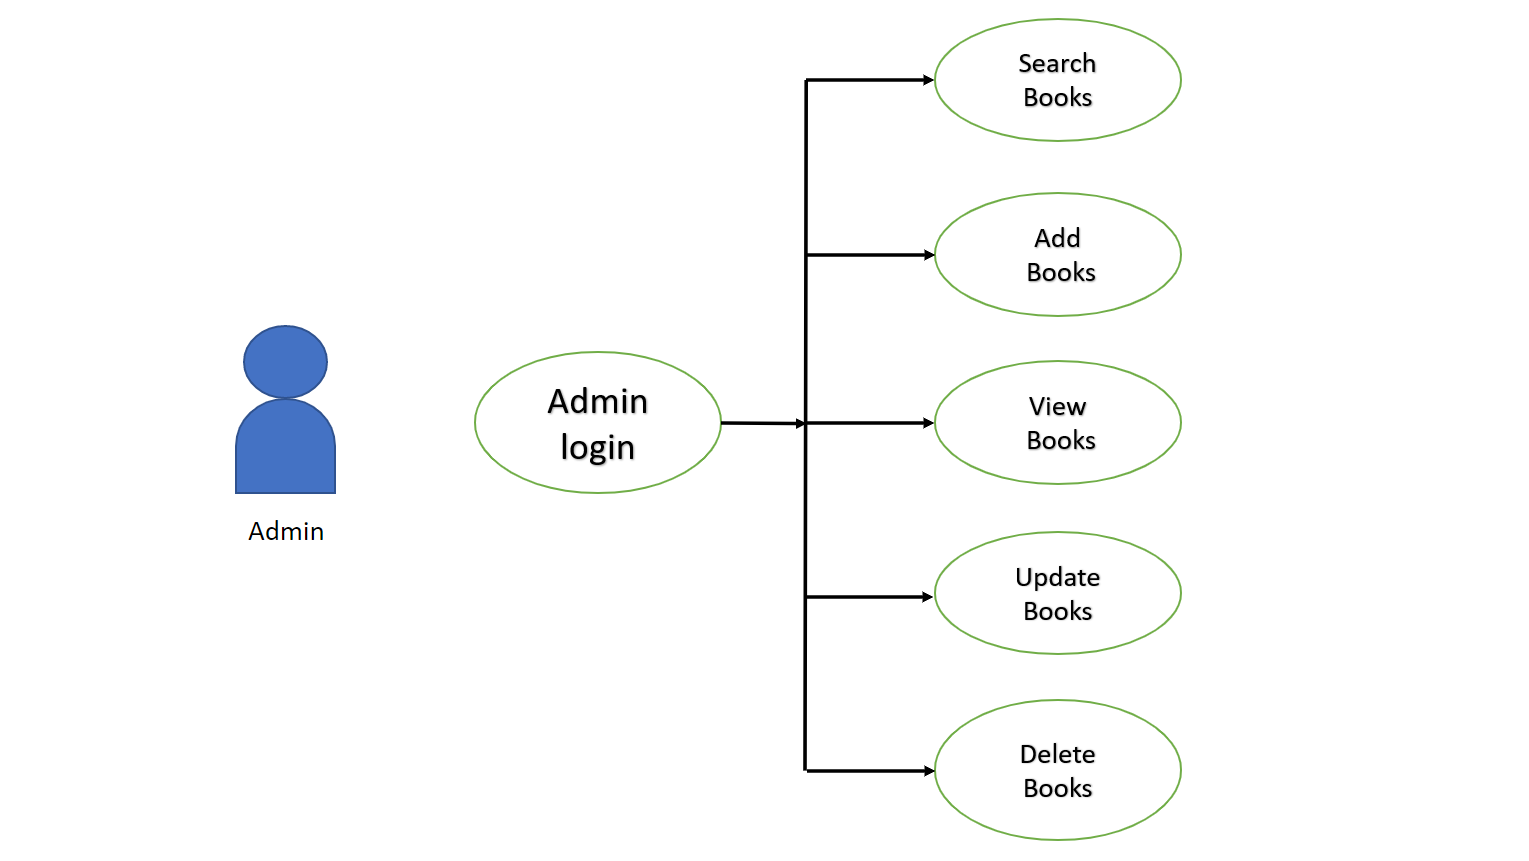 Search
Books
Add
Books
Admin
login
View
Books
Admin
Update
Books
Delete
Books